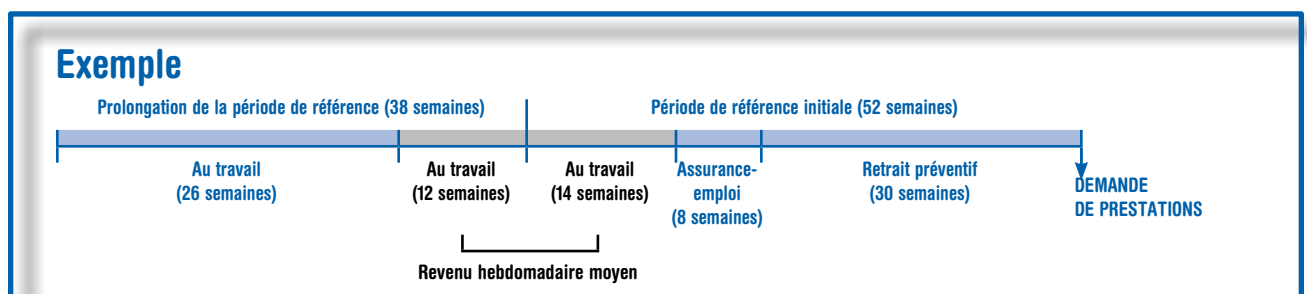 Exemple
Prolongation de la période de référence (38 semaines)
Période de référence initiale (52 semaines)
Au travail
(26 semaines)
Au travail
(12 semaines)
Au travail
(14 semaines)
Assurance-
emploi
(8 semaines)
Retrait préventif
(30 semaines)
DEMANDE
DE PRESTATIONS
Revenu hebdomadaire moyen